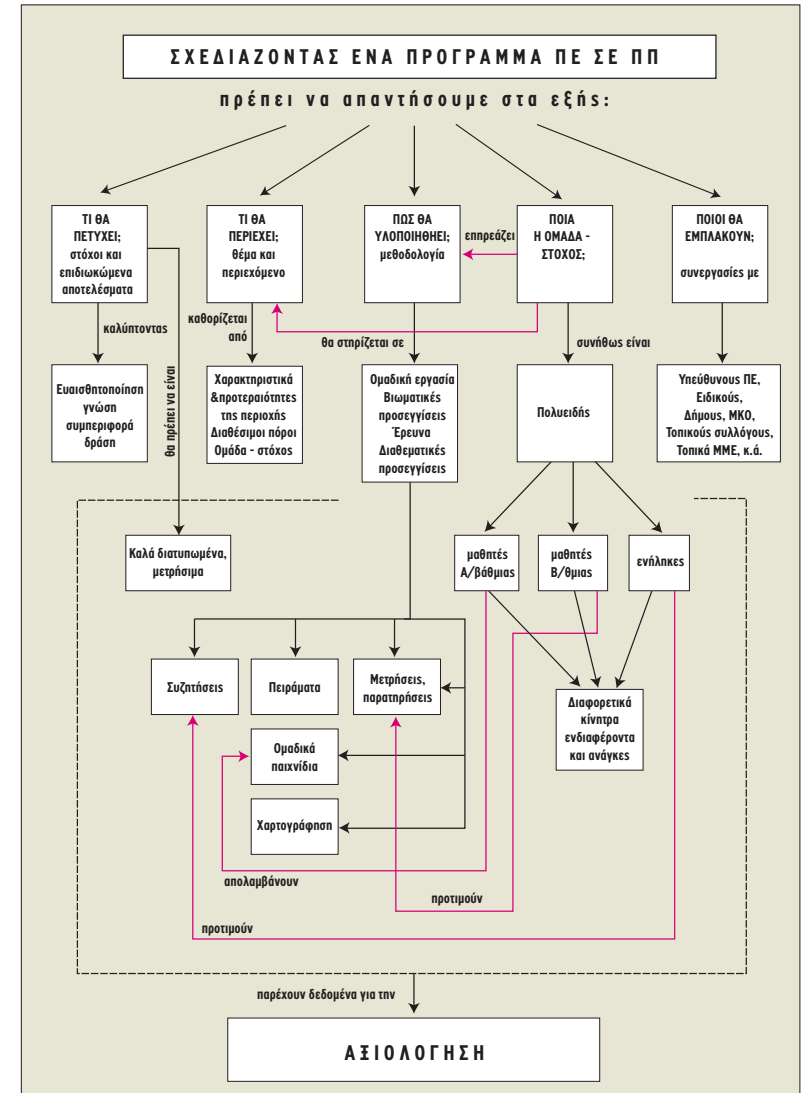 ΣΧΕΔΙΑΖΟΝΤΑΣ ΕΝΑ ΠΡΟΓΡΑΜΜΑ ΠΕ ΣΕ ΠΠ
πρέπει να απαντήσουμε στα εξής:
ΤΙ ΘΑ
ΠΕΤΥΧΕΙ;
στόχοι και
επιδιωκώμενα
αποτελέσματα
ΤΙ ΘΑ
ΠΕΡΙΕΧΕΙ;
θέμα και
περιεχόμενο
ΠΩΣ ΘΑ
ΥΛΟΠΟΙΗΘΗΕΙ;
μεθοδολογία
επηρεάζει
ΠΟΙΑ
Η ΟΜΑΔΑ -
ΣΤΟΧΟΣ;
ΠΟΙΟΙ ΘΑ
ΕΜΠΛΑΚΟΥΝ;
συνεργασίες με
καλύπτοντας
θα πρέπει να είναι
καθορίζεται
από
θα στηρίζεται σε
συνήθως είναι
Ευαισθητοποίηση
γνώση
συμπεριφορά
δράση
Χαρακτηριστικά
&προτεραιότητες
της περιοχής
Διαθέσιμοι πόροι
Ομάδα - στόχος
Ομαδική εργασία
Βιωματικές
προσεγγίσεις
Έρευνα
Διαθεματικές
προσεγγίσεις
Πολυειδής
Υπεύθυνους ΠΕ,
Ειδικούς,
Δήμους, ΜΚΟ,
Τοπικούς συλλόγους,
Τοπικά ΜΜΕ, κ.ά.
Καλά διατυπωμένα,
μετρήσιμα
μαθητές
Α/βάθμιας
μαθητές
Β/θμιας
ενήλικες
Συζητήσεις
Πειράματα
Μετρήσεις,
παρατηρήσεις
Διαφορετικά
κίνητρα
ενδιαφέροντα
και ανάγκες
Ομαδικά
παιχνίδια
Χαρτογράφηση
απολαμβάνουν
προτιμούν
προτιμούν
παρέχουν δεδομένα για την
ΑΞΙΟΛΟΓΗΣΗ